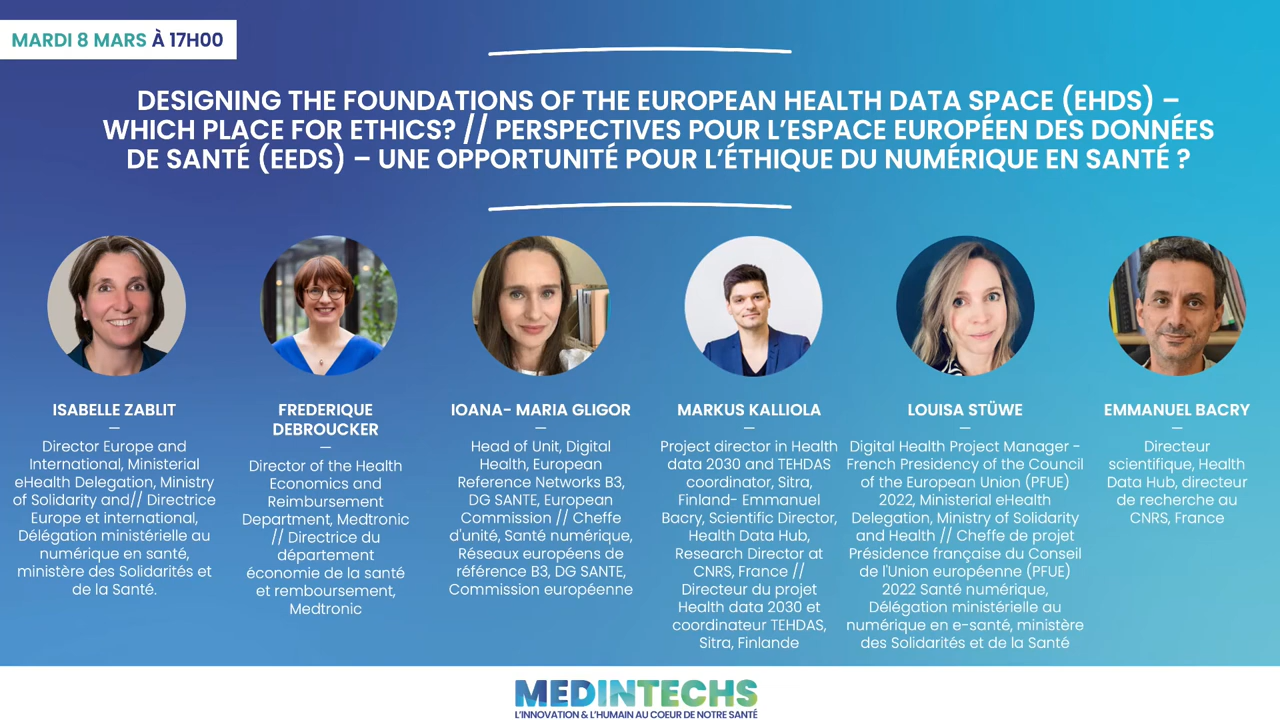 MARDI 8 MARS À 17H00
DESIGNING THE FOUNDATIONS OF THE EUROPEAN HEALTH DATA SPACE (EHDS) –
WHICH PLACE FOR ETHICS? // PERSPECTIVES POUR L'ESPACE EUROPÉEN DES DONNÉES
DE SANTÉ (EEDS) – UNE OPPORTUNITÉ POUR L'ÉTHIQUE DU NUMÉRIQUE EN SANTÉ ?
ISABELLE ZABLIT
—
Director Europe and
International, Ministerial
eHealth Delegation, Ministry
of Solidarity and// Directrice
Europe et international,
Délégation ministérielle au
numérique en santé,
ministère des Solidarités et
de la Santé.
FREDERIQUE
DEBROUCKER
—
Director of the Health
Economics and
Reimbursement
Department, Medtronic
// Directrice du
département
économie de la santé
et remboursement,
Medtronic
IOANA- MARIA GLIGOR
—
Head of Unit, Digital
Health, European
Reference Networks B3,
DG SANTE, European
Commission // Cheffe
d'unité, Santé numérique,
Réseaux européens de
référence B3, DG SANTE,
Commission européenne
MARKUS KALLIOLA
—
Project director in Health
data 2030 and TEHDAS
coordinator, Sitra,
Finland- Emmanuel
Bacry, Scientific Director,
Health Data Hub,
Research Director at
CNRS, France //
Directeur du projet
Health data 2030 et
coordinateur TEHDAS,
Sitra, Finlande
LOUISA STÜWE
—
Digital Health Project Manager -
French Presidency of the Council
of the European Union (PFUE)
2022, Ministerial eHealth
Delegation, Ministry of Solidarity
and Health // Cheffe de projet
Présidence française du Conseil
de l'Union européenne (PFUE)
2022 Santé numérique,
Délégation ministérielle au
numérique en e-santé, ministère
des Solidarités et de la Santé
EMMANUEL BACRY
—
Directeur
scientifique, Health
Data Hub, directeur
de recherche au
CNRS, France
MEDINTECHS
L'INNOVATION & L'HUMAIN AU COEUR DE NOTRE SANTÉ